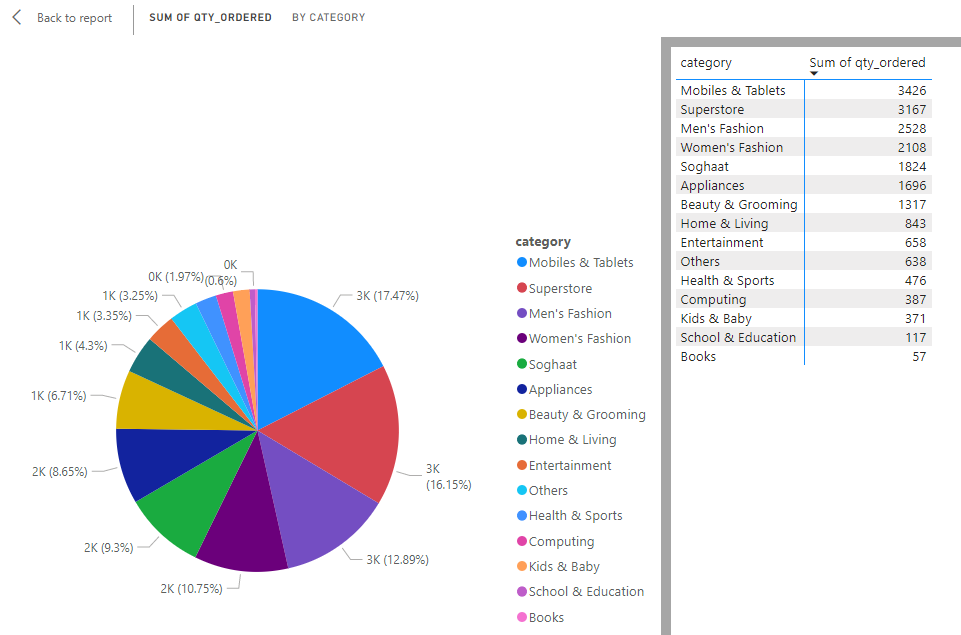 Back to report
SUM OF QTY_ORDERED BY CATEGORY
0K
0K (1.97%)
(0.6%)
1K (3.25%)
1K (3.35%)
1K (4.3%)
1K (6.71%)
2K (8.65%)
2K (9.3%)
2K (10.75%)
3K (17.47%)
3K
(16.15%)
3K (12.89%)
category
Mobiles & Tablets
Superstore
Men's Fashion
Women's Fashion
Soghaat
Appliances
Beauty & Grooming
Home & Living
Entertainment
Others
Health & Sports
Computing
Kids & Baby
School & Education
Books
category Sum of qty_ordered
Mobiles & Tablets 3426
Superstore 3167
Men's Fashion 2528
Women's Fashion 2108
Soghaat 1824
Appliances 1696
Beauty & Grooming 1317
Home & Living 843
Entertainment 658
Others 638
Health & Sports 476
Computing 387
Kids & Baby 371
School & Education 117
Books 57